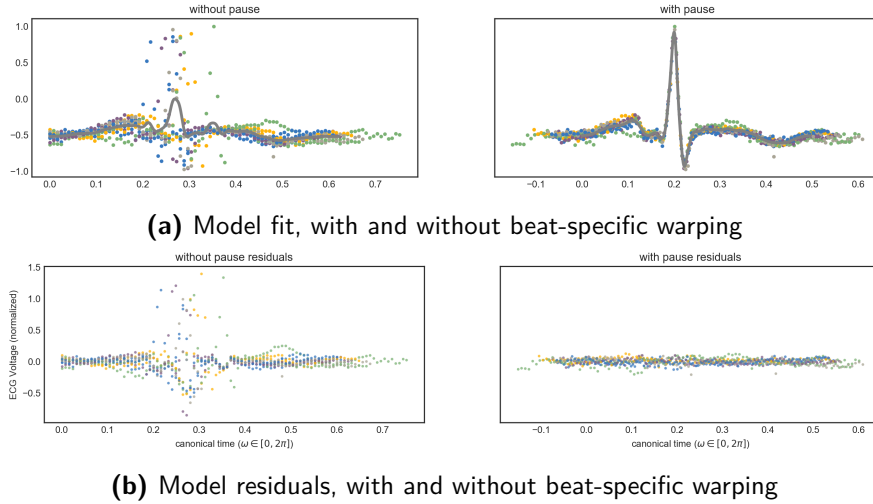 without pause
with pause
1.0
0.5
0.0
−0.5
−1.0
0.0 0.1 0.2 0.3 0.4 0.5 0.6 0.7
−0.1 0.0 0.1 0.2 0.3 0.4 0.5 0.6
(a) Model fit, with and without beat-specific warping
without pause residuals
with pause residuals
ECG Voltage (normalized)
1.5
1.0
0.5
0.0
−0.5
0.0 0.1 0.2 0.3 0.4 0.5 0.6 0.7
−0.1 0.0 0.1 0.2 0.3 0.4 0.5 0.6
canonical time (ω ∈ [0, 2π])
canonical time (ω ∈ [0, 2π])
(b) Model residuals, with and without beat-specific warping